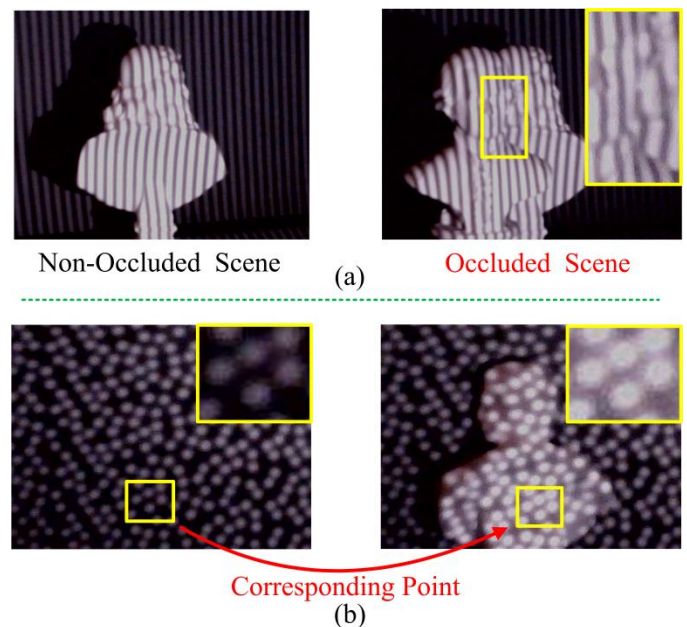 Non-Occluded Scene
Occluded Scene
(a)
Corresponding Point
(b)